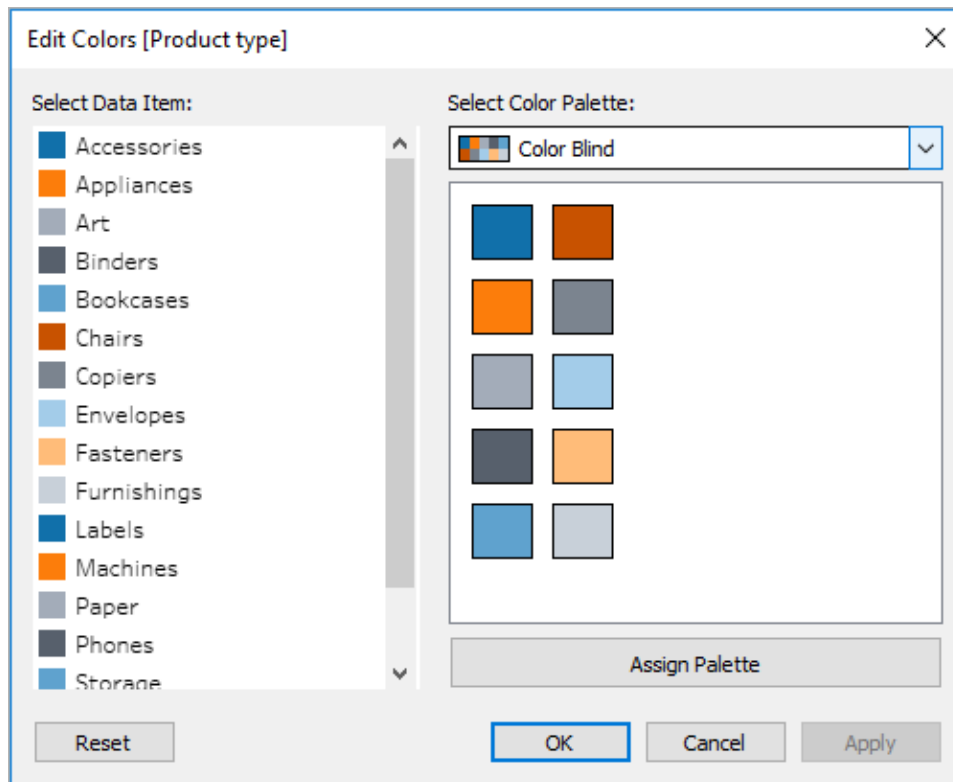 Edit Colors [Product type]
Select Data Item:
Accessories
Appliances
Art
Binders
Bookcases
Chairs
Copiers
Envelopes
Fasteners
Furnishings
Labels
Machines
Paper
Phones
Storage
Select Color Palette:
Color Blind
Assign Palette
Reset
OK
Cancel
Apply